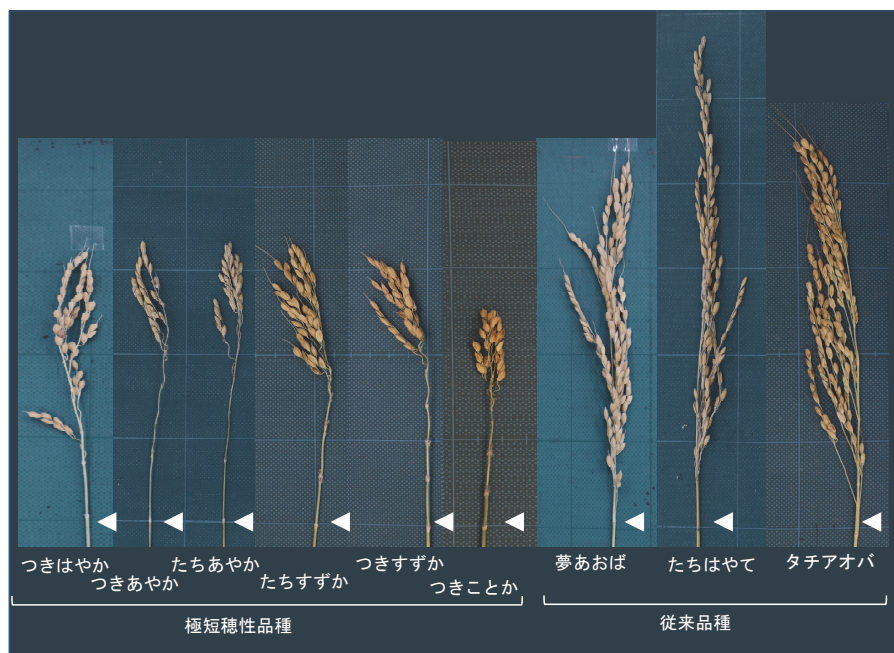 つきはやか
つきあやか
たちあやか
たちすずか
つきすずか
つきことか
夢あおば
たちはやて
タチアオバ
極短穂性品種
従来品種